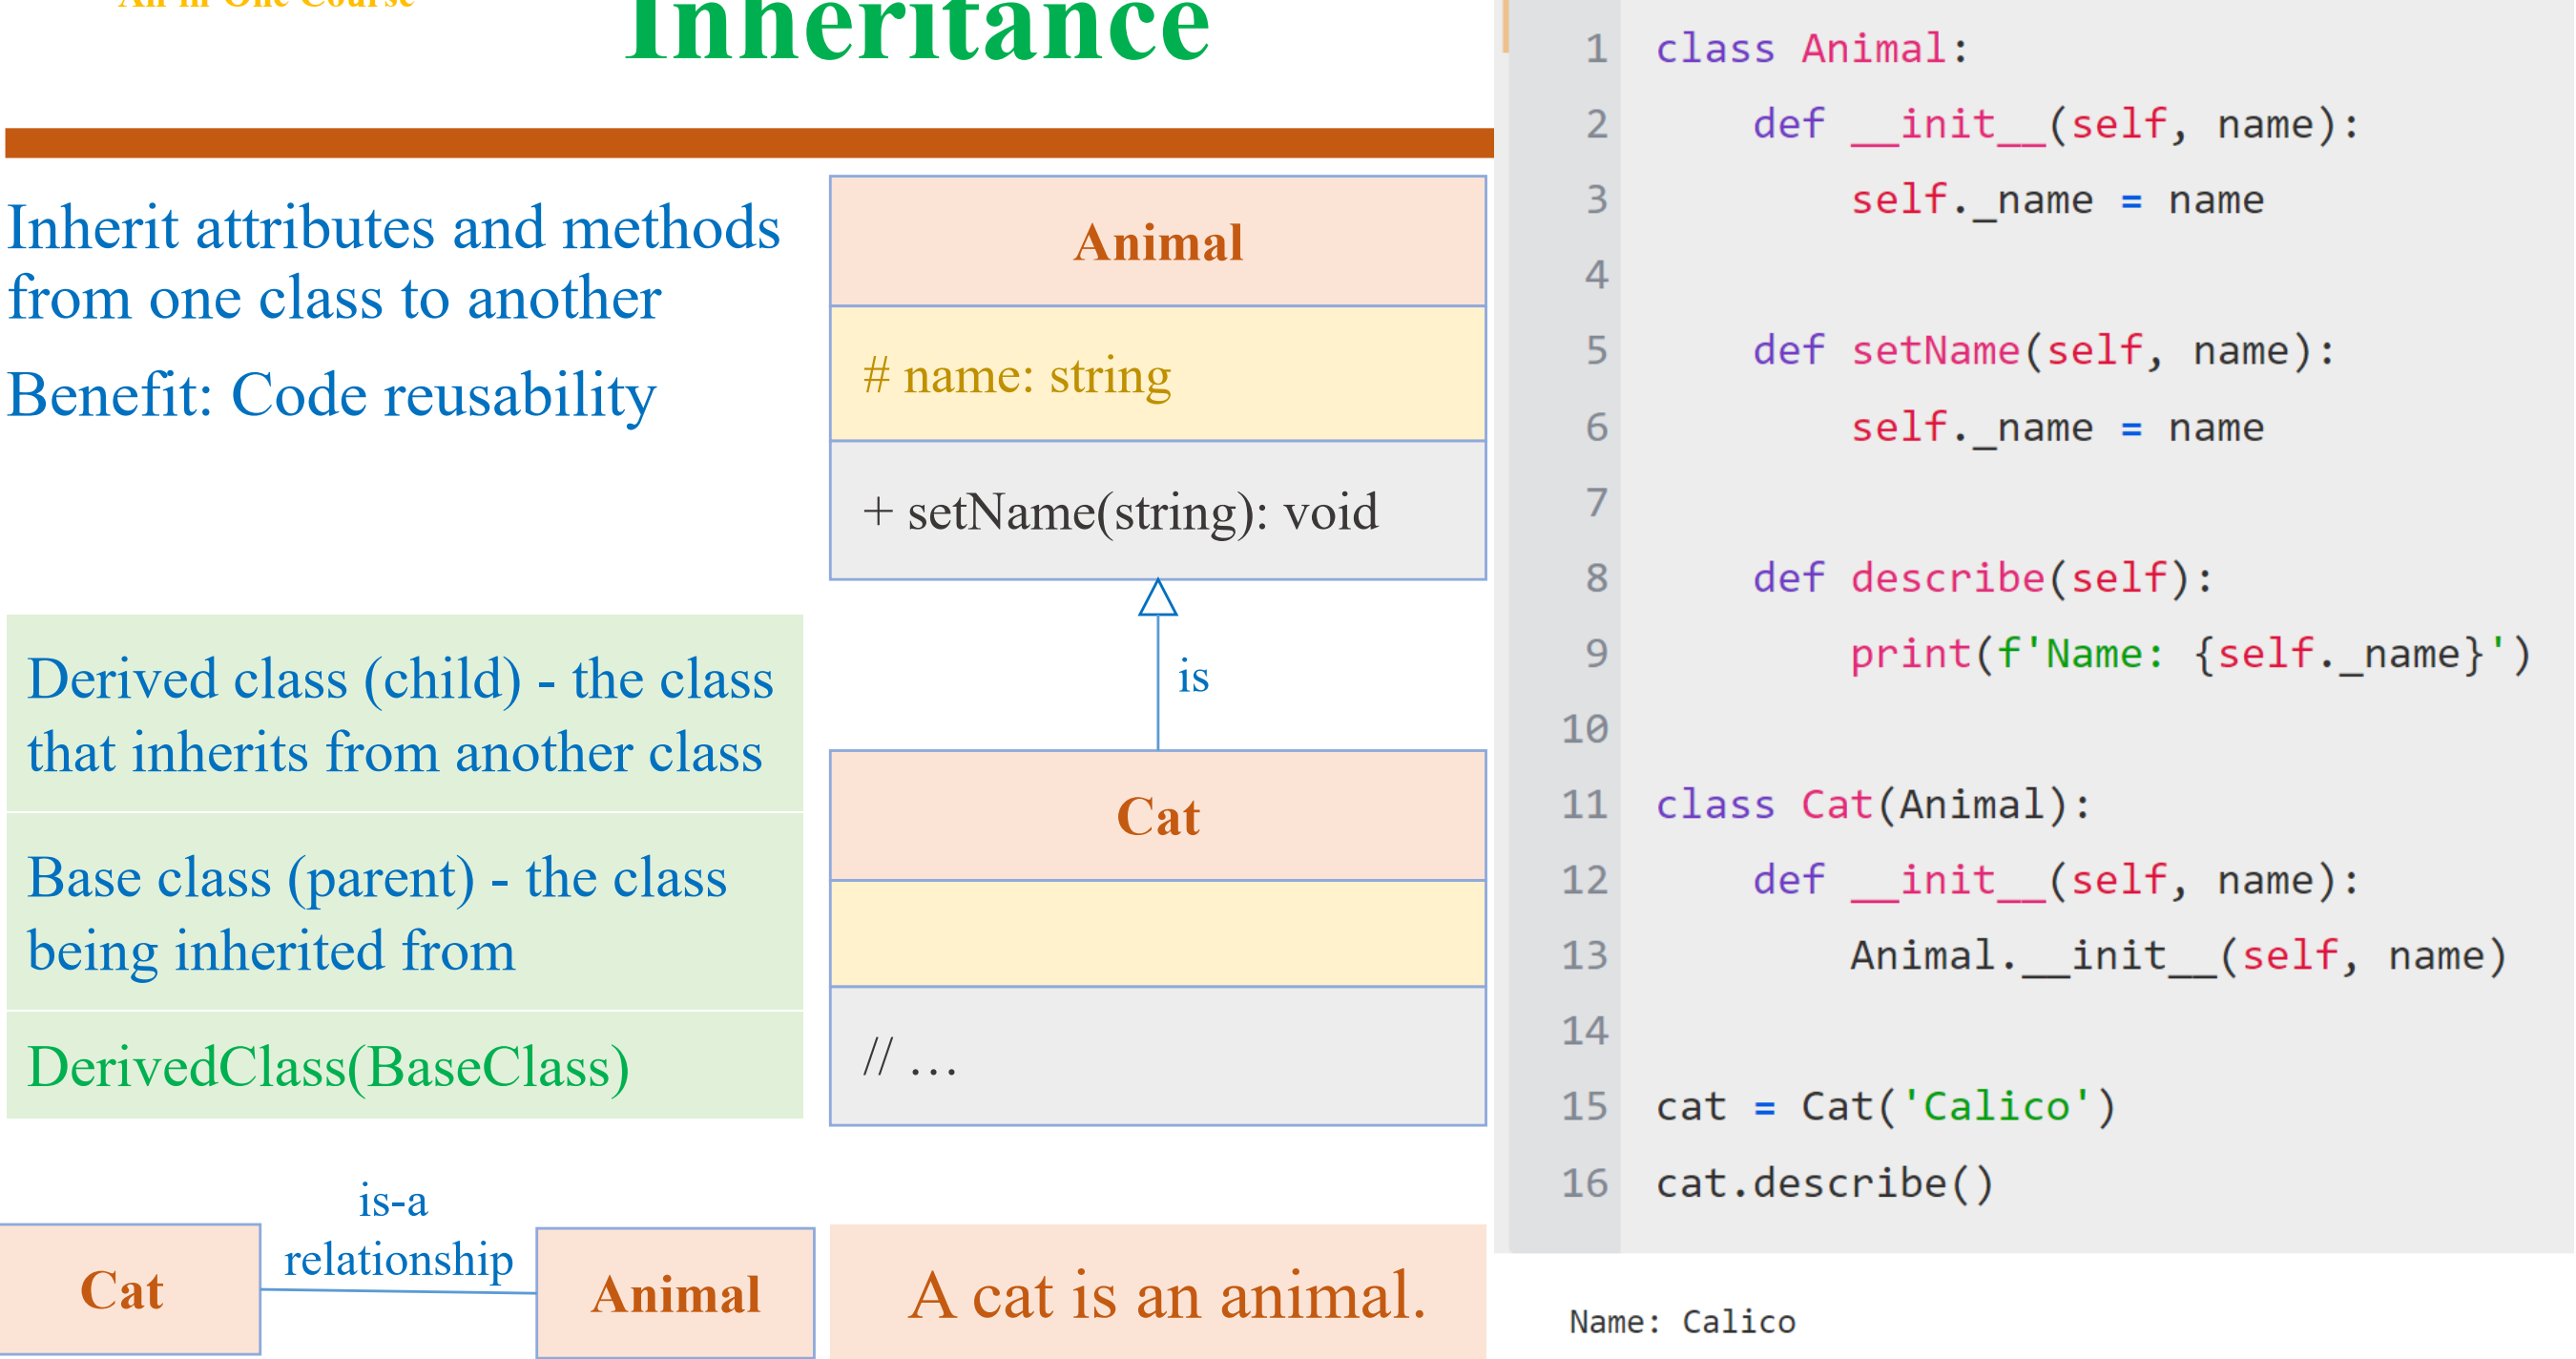 All-in-One Course
Inheritance
Inherit attributes and methods
from one class to another
Benefit: Code reusability
Derived class (child) - the class
that inherits from another class
Base class (parent) - the class
being inherited from
DerivedClass(BaseClass)
is-a
relationship
Cat
Animal
Animal
# name: string
+ setName(string): void
is
Cat
// …
A cat is an animal.
1 class Animal:
2     def __init__(self, name):
3         self._name = name
4
5     def setName(self, name):
6         self._name = name
7
8     def describe(self):
9         print(f'Name: {self._name}')
10
11 class Cat(Animal):
12     def __init__(self, name):
13         Animal.__init__(self, name)
14
15 cat = Cat('Calico')
16 cat.describe()
Name: Calico